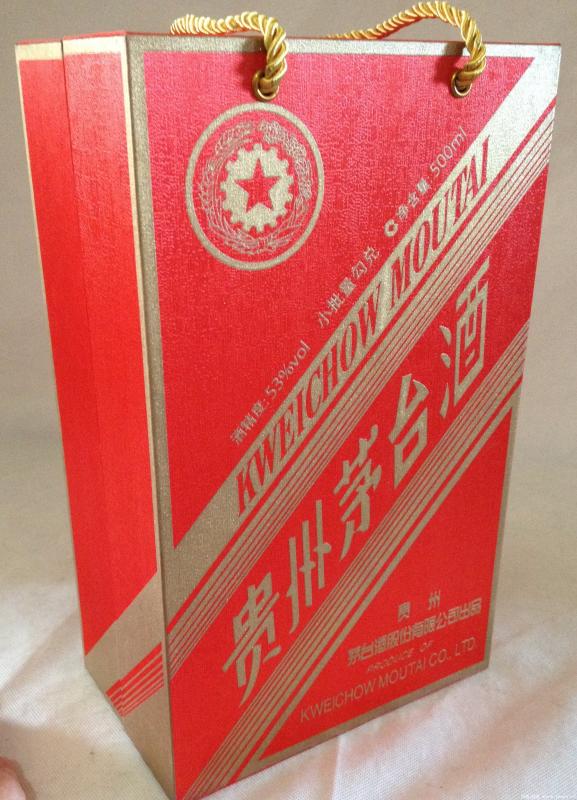 酒精度:53%vol 小批量勾兑 净含量 500ml
KWEICHOW MOUTAI
贵州茅台酒
贵州
茅台酒股份有限公司出品
PRODUCE OF
KWEICHOW MOUTAI CO., LTD